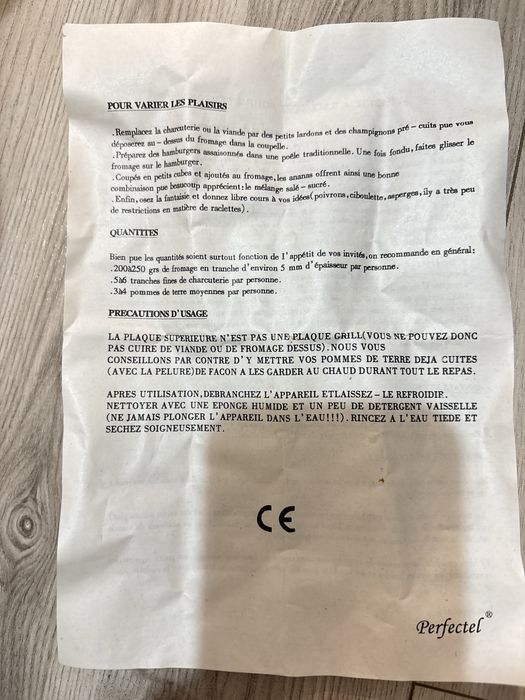 POUR VARIER LES PLAISIRS
.Remplacez la charcuterie ou la viande par des petits lardons et des champignons pré-cuits pue vous
déposerez au-dessus du fromage dans la coupelle.
.Préparez des hamburgers assaisonnés dans une poêle traditionnelle. Une fois fondu, faites glisser le
fromage sur le hamburger.
.Coupés en petits cubes et ajoutés au fromage, les ananas offrent ainsi une bonne
combinaison pue beaucoup apprécient: le mélange salé-sucré.
.Enfin, osez la fantaisie et donnez libre cours à vos idées(poivrons, ciboulette, asperges, ily a très peu
de restrictions en matière de raclettes).
QUANTITES
Bien pue les quantités soient surtout fonction de l'appétit de vos invités, on recommande en général:
.200à250 grs de fromage en tranche d'environ 5 mm d'épaisseur par personne.
.5à6 tranches fines de charcuterie par personne.
.3à4 pommes de terre moyennes par personne.
PRECAUTIONS D'USAGE
LA PLAQUE SUPERIEURE N'EST PAS UNE PLAQUE GRILL(VOUS NE POUVEZ DONC
PAS CUIRE DE VIANDE OU DE FROMAGE DESSUS). NOUS VOUS
CONSEILLONS PAR CONTRE D'Y METTRE VOS POMMES DE TERRE DEJA CUITES
(AVEC LA PELURE)DE FACON A LES GARDER AU CHAUD DURANT TOUT LE REPAS.
APRES UTILISATION, DEBRANCHEZ L'APPAREIL ETLAISSEZ-LE REFROIDIR.
NETTOYER AVEC UNE EPONGE HUMIDE ET UN PEU DE DETERGENT VAISSELLE
(NE JAMAIS PLONGER L'APPAREIL DANS L'EAU!!!). RINCEZ A L'EAU TIEDE ET
SECHEZ SOIGNEUSEMENT.
CE
Perfectel®